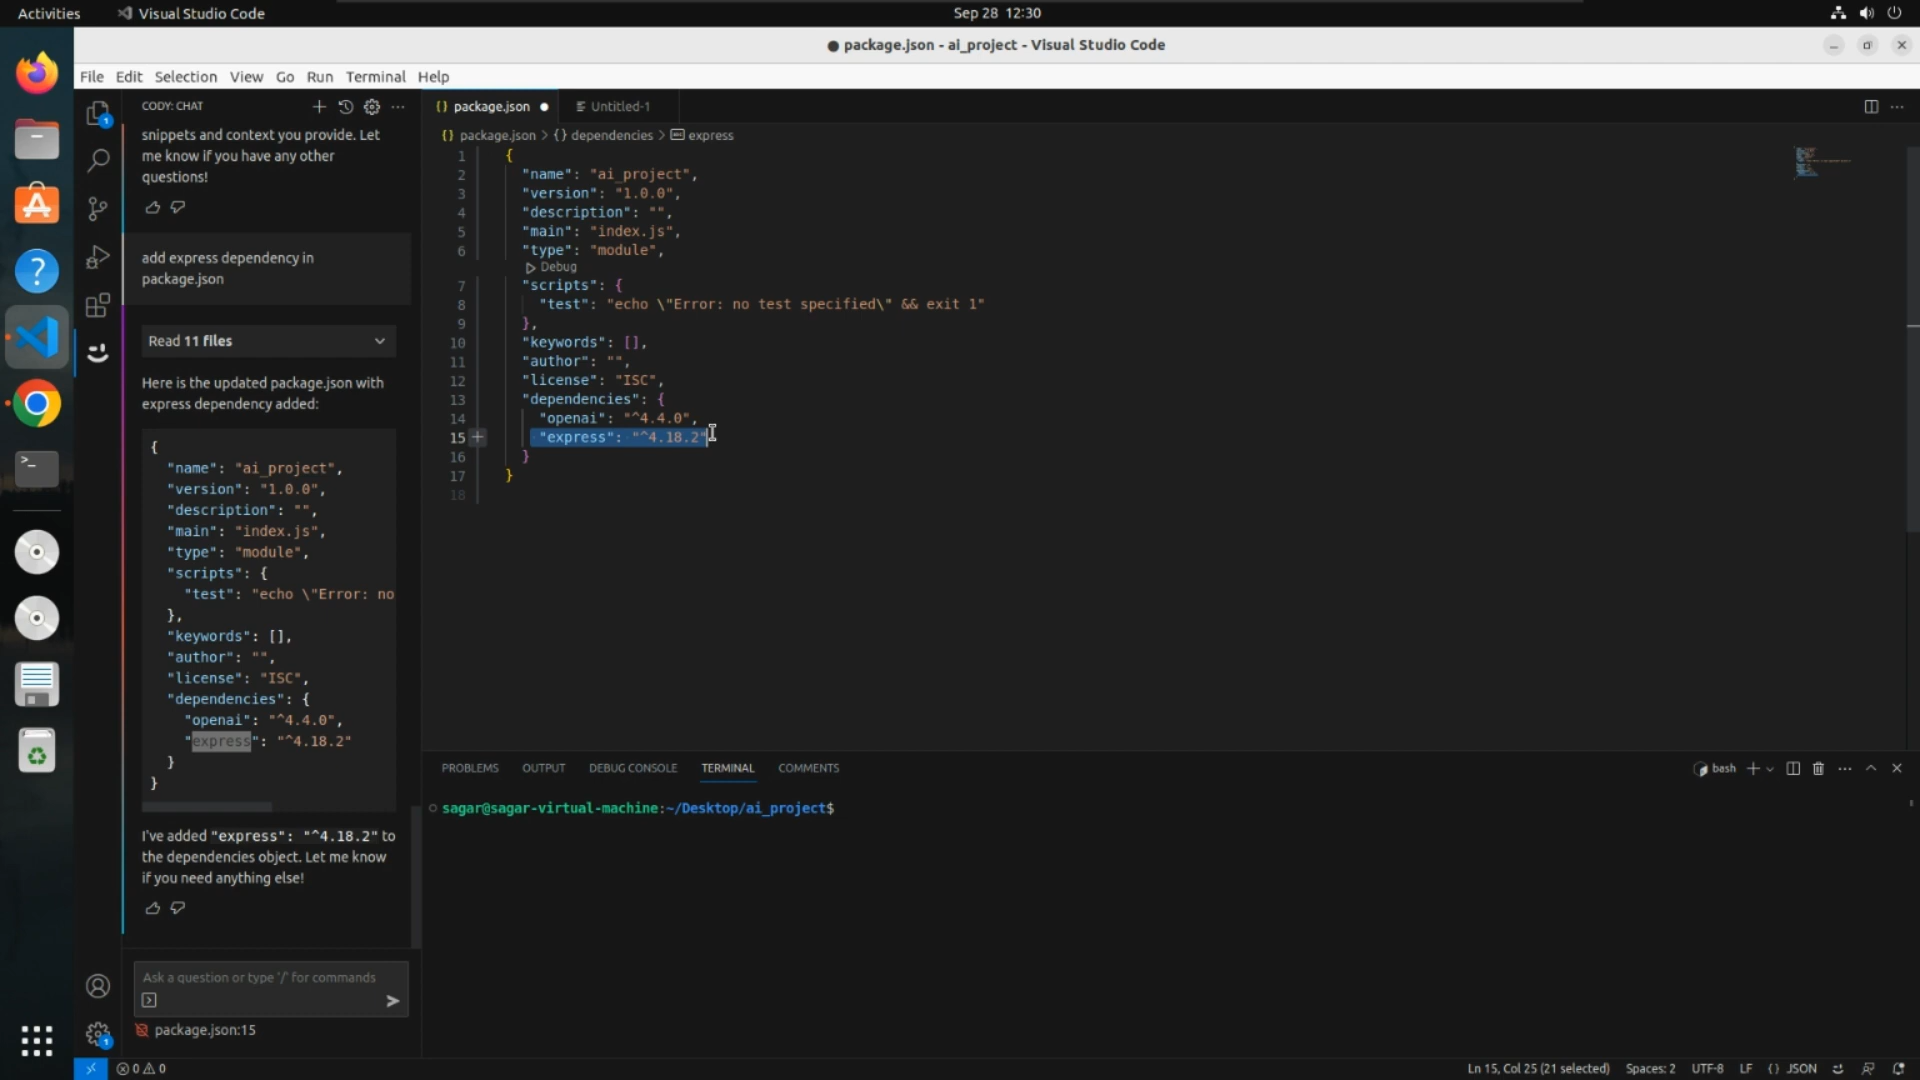 Activities
Visual Studio Code
Sep 28 12:30
package.json - ai_project - Visual Studio Code
File Edit Selection View Go Run Terminal Help
CODY: CHAT
snippets and context you provide. Let
me know if you have any other
questions!
add express dependency in
package.json
Read 11 files
Here is the updated package.json with
express dependency added:
{
"name": "ai_project",
"version": "1.0.0",
"description": "",
"main": "index.js",
"type": "module",
"scripts": {
"test": "echo \"Error: no
},
"keywords": [],
"author": "",
"license": "ISC",
"dependencies": {
"openai": "^4.4.0",
"express": "^4.18.2"
}
}
I've added "express": "^4.18.2" to
the dependencies object. Let me know
if you need anything else!
Ask a question or type '/' for commands
package.json:15
{} package.json
Untitled-1
{} package.json > {} dependencies > express
1 {
2 "name": "ai_project",
3 "version": "1.0.0",
4 "description": "",
5 "main": "index.js",
6 "type": "module",
Debug
7 "scripts": {
8 "test": "echo \"Error: no test specified\" && exit 1"
9 },
10 "keywords": [],
11 "author": "",
12 "license": "ISC",
13 "dependencies": {
14 "openai": "^4.4.0",
15 "express": "^4.18.2"
16 }
17 }
18
PROBLEMS OUTPUT DEBUG CONSOLE TERMINAL COMMENTS
bash
sagar@sagar-virtual-machine:~/Desktop/ai_project$
0 0
Ln 15, Col 25 (21 selected) Spaces: 2 UTF-8 LF {} JSON